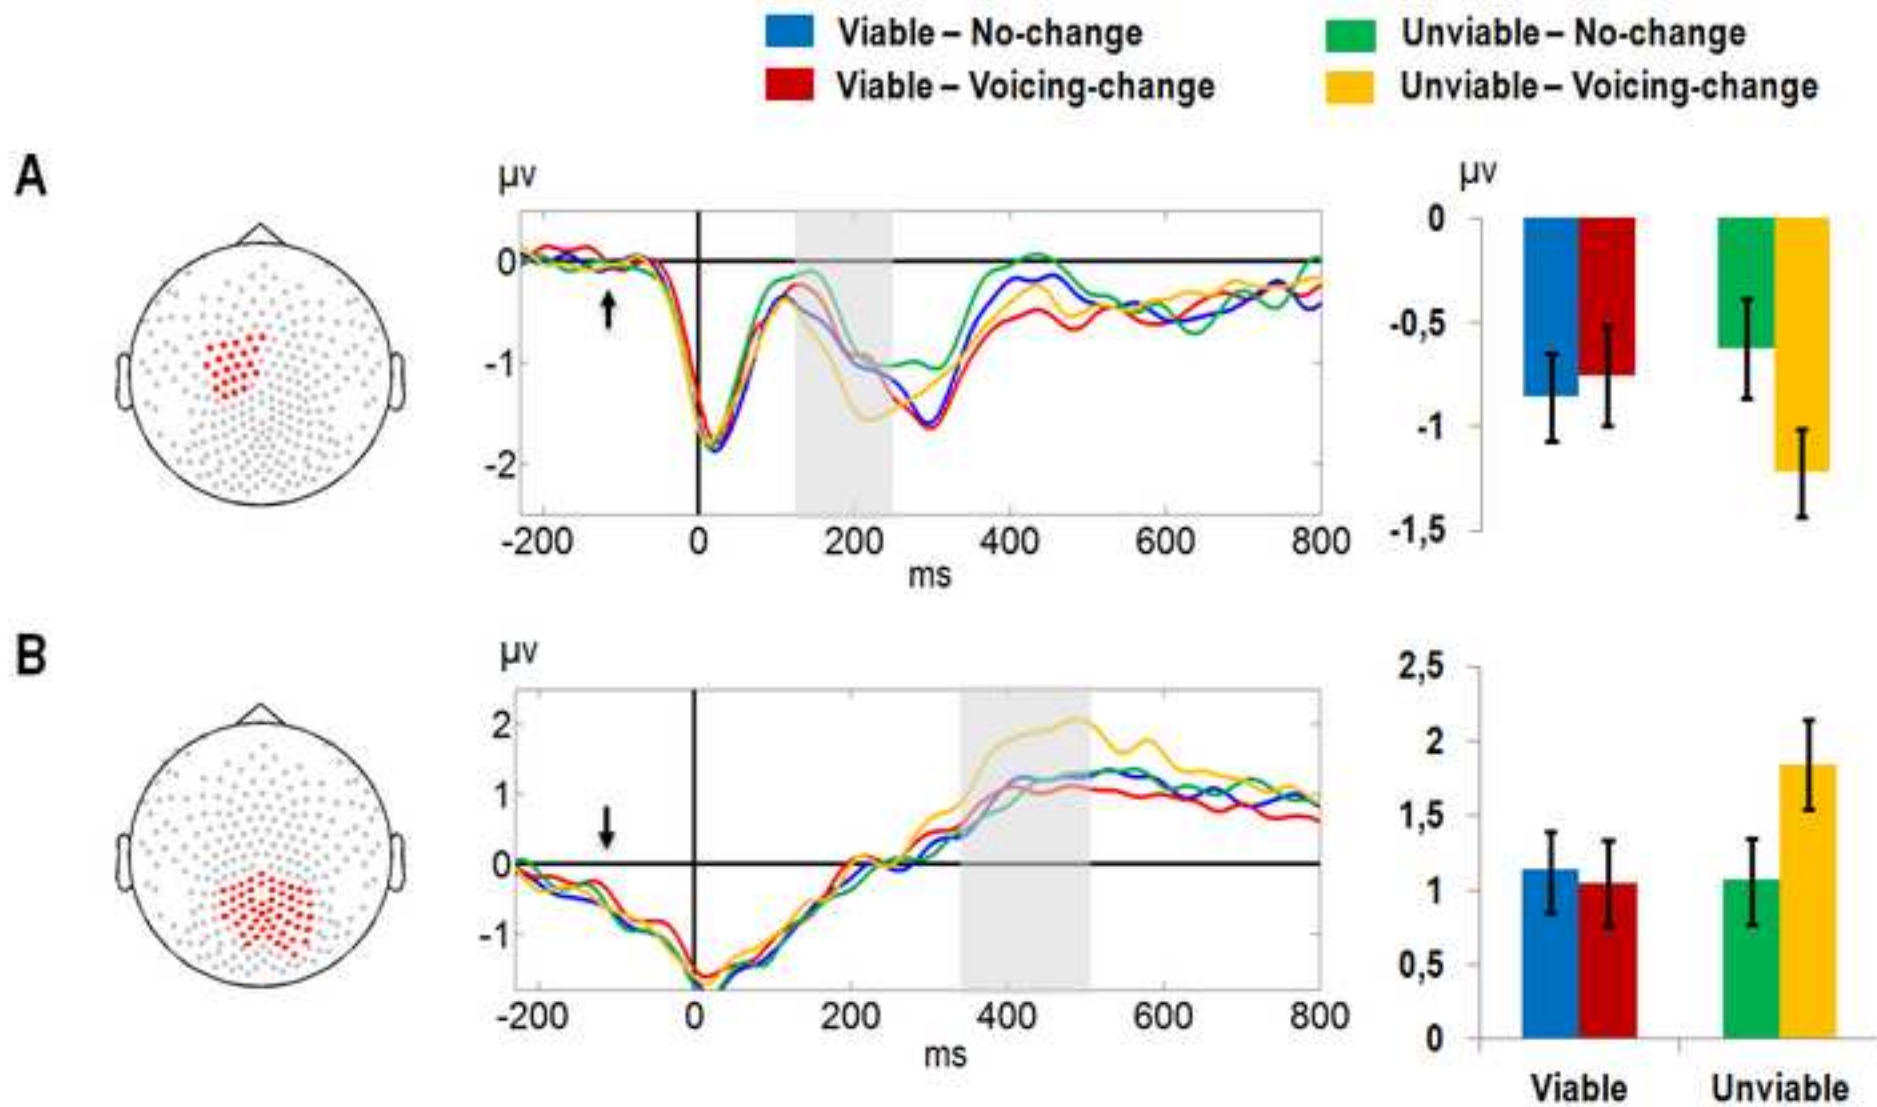 Viable – No-change
Unviable – No-change
Viable – Voicing-change
Unviable – Voicing-change
A
µv
0
-1
-2
-200 0 200 400 600 800
ms
µv
0
-0,5
-1
-1,5
B
µv
2
1
0
-1
-200 0 200 400 600 800
ms
2,5
2
1,5
1
0,5
0
Viable Unviable